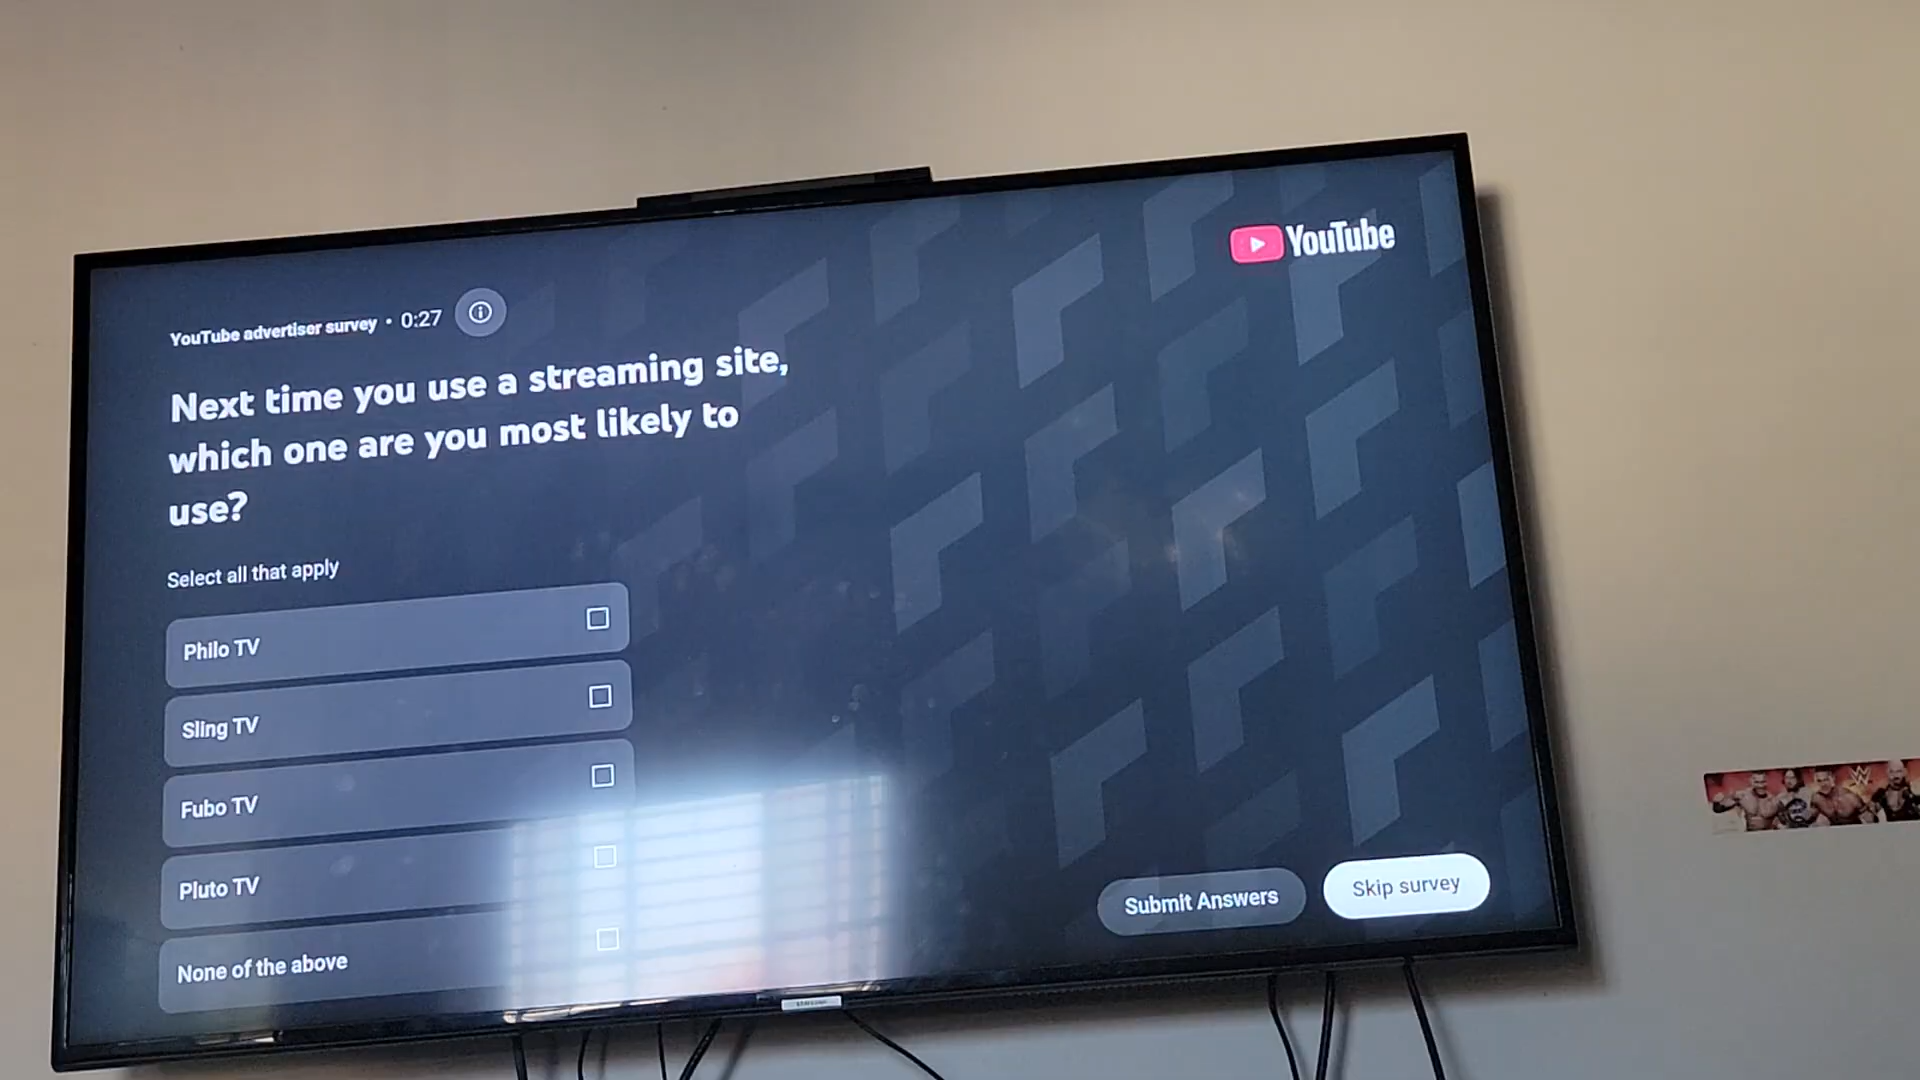 YouTube
YouTube advertiser survey • 0:27
Next time you use a streaming site,
which one are you most likely to
use?
Select all that apply
Philo TV
Sling TV
Fubo TV
Pluto TV
None of the above
Submit Answers
Skip survey